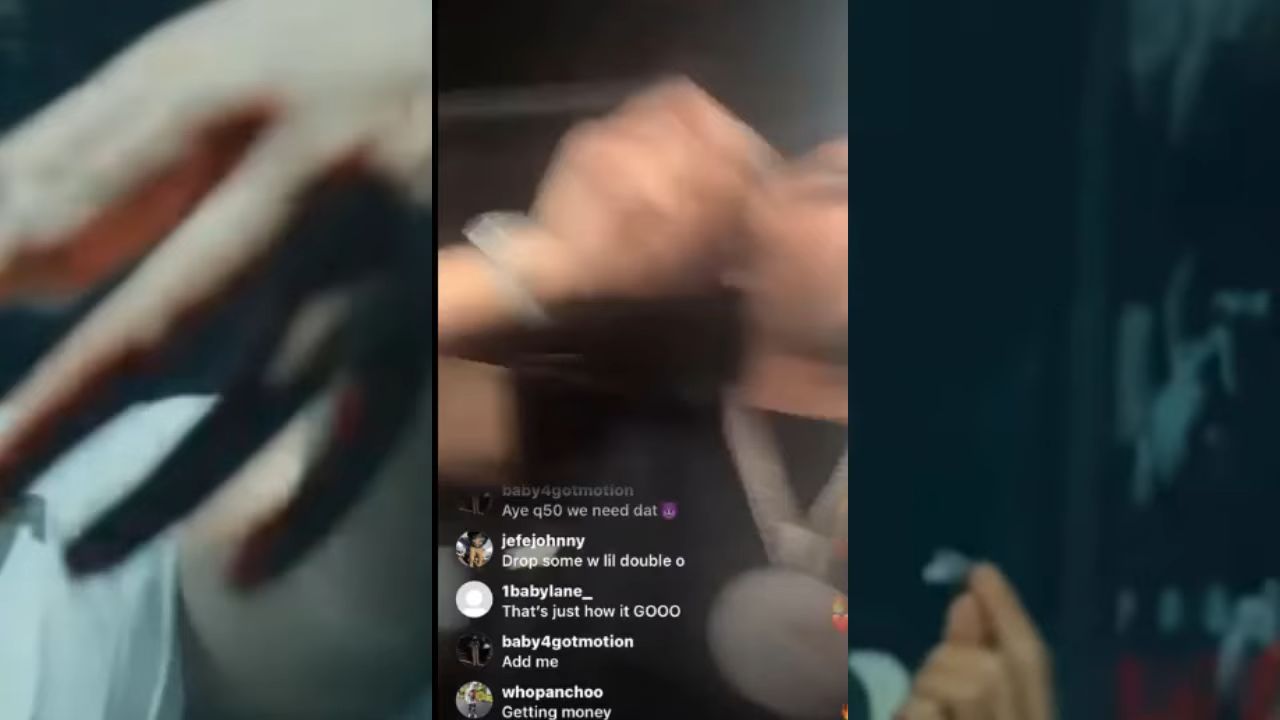 baby4gotmotion
Aye q50 we need dat 😈
jefejohnny
Drop some w lil double o
1babylane_
That's just how it GOOO
baby4gotmotion
Add me
whopanchoo
Getting money